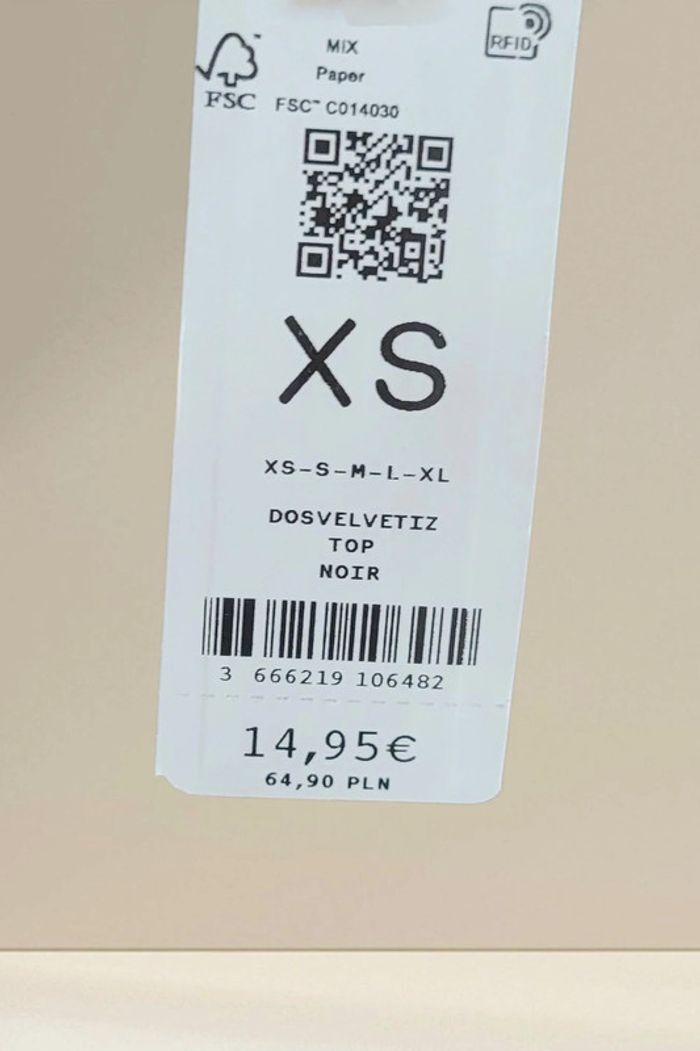 MIX
RFID
Paper
FSC FSC™ C014030
XS
XS-S-M-L-XL
DOSVELVETIZ
TOP
NOIR
3 666219 106482
14,95€
64,90 PLN